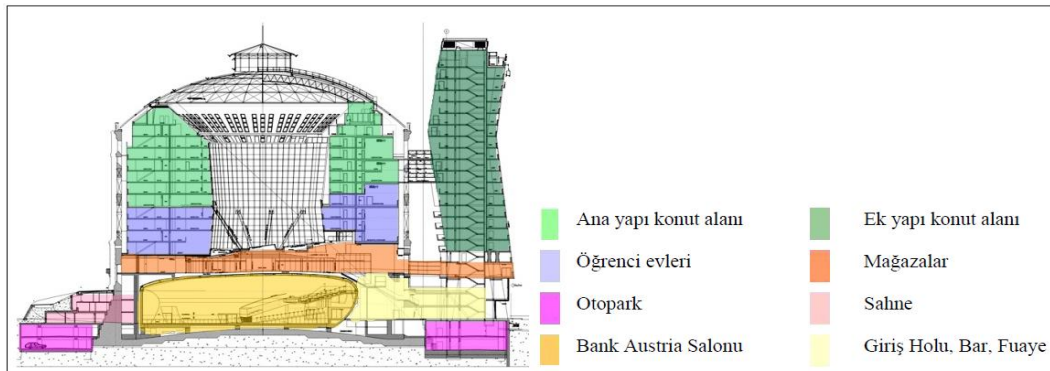 Ana yapı konut alanı
Ek yapı konut alanı
Öğrenci evleri
Mağazalar
Otopark
Sahne
Bank Austria Salonu
Giriş Holu, Bar, Fuaye